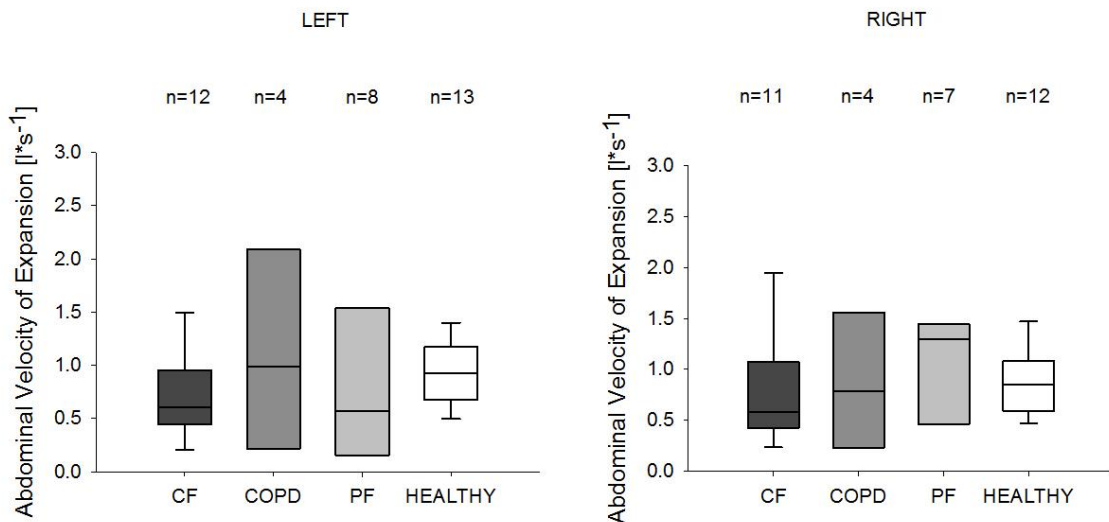 LEFT
n=12 n=4 n=8 n=13
Abdominal Velocity of Expansion [l*s-1]
3.0
2.5
2.0
1.5
1.0
0.5
0.0
CF COPD PF HEALTHY
RIGHT
n=11 n=4 n=7 n=12
Abdominal Velocity of Expansion [l*s-1]
3.0
2.5
2.0
1.5
1.0
0.5
0.0
CF COPD PF HEALTHY